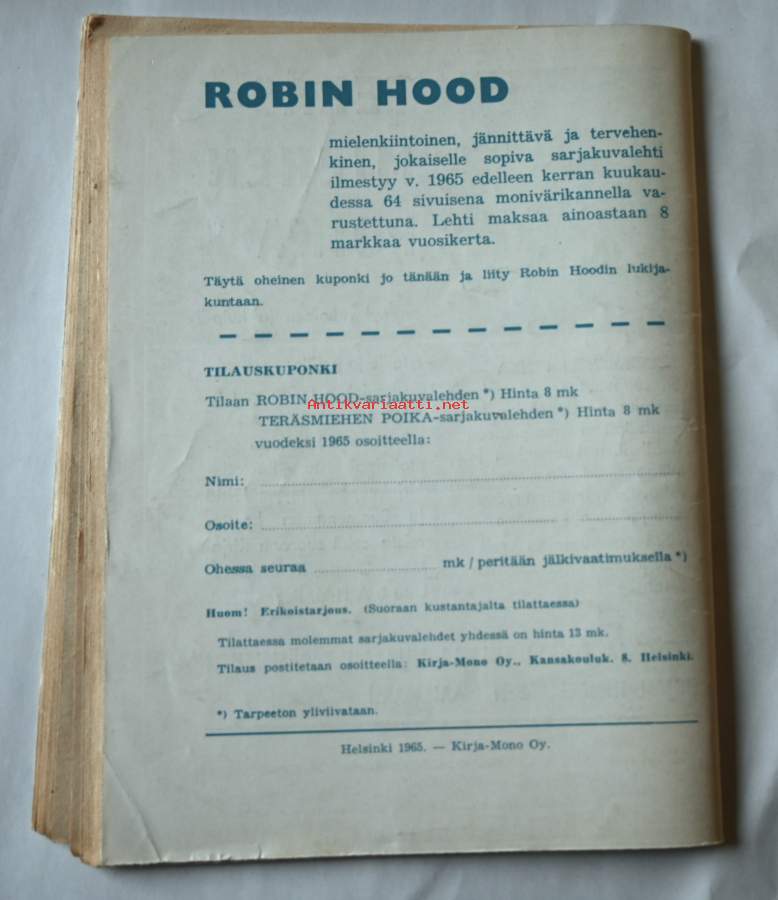 ROBIN HOOD
mielenkiintoinen, jännittävä ja tervehen-
kinen, jokaiselle sopiva sarjakuvalehti
ilmestyy v. 1965 edelleen kerran kuukau-
dessa 64 sivuisena monivärikannella va-
rustettuna. Lehti maksaa ainoastaan 8
markkaa vuosikerta.
Täytä oheinen kuponki jo tänään ja liity Robin Hoodin lukija-
kuntaan.
TILAUSKUPONKI
Tilaan ROBIN HOOD-sarjakuvalehden *) Hinta 8 mk
Antikvariaatti.net
TERÄSMIEHEN POIKA-sarjakuvalehden *) Hinta 8 mk
vuodeksi 1965 osoitteella:
Nimi:
Osoite:
Ohessa seuraa mk / peritään jälkivaatimuksella *)
Huom! Erikoistarjous. (Suoraan kustantajalta tilattaessa)
Tilattaessa molemmat sarjakuvalehdet yhdessä on hinta 13 mk.
Tilaus postitetaan osoitteella: Kirja-Mono Oy., Kansakouluk. 8, Helsinki.
*) Tarpeeton yliviivataan.
Helsinki 1965. — Kirja-Mono Oy.